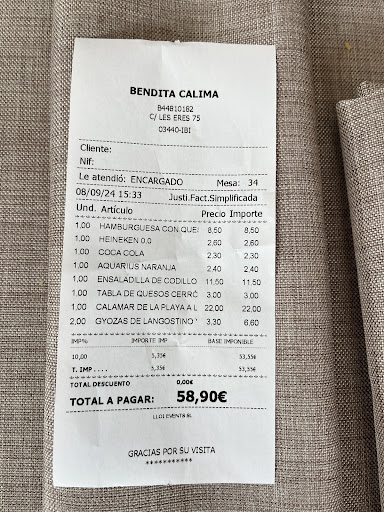 BENDITA CALIMA
B44810162
C/ LES ERES 75
03440-IBI
Cliente:
Nif:
Le atendió: ENCARGADO Mesa: 34
08/09/24 15:33 Justi.Fact.Simplificada
Und. Artículo Precio Importe
1,00 HAMBURGUESA CON QUE 8,50 8,50
1,00 HEINEKEN 0.0 2,60 2,60
1,00 COCA COLA 2,30 2,30
1,00 AQUARIUS NARANJA 2,40 2,40
1,00 ENSALADILLA DE CODILLO 11,50 11,50
1,00 TABLA DE QUESOS CERRÓ 3,00 3,00
1,00 CALAMAR DE LA PLAYA A L 22,00 22,00
2,00 GYOZAS DE LANGOSTINO 3,30 6,60
IMP% IMPORTE IMP BASE IMPONIBLE
10,00 5,35€ 53,55€
T. IMP .... 5,35€ 53,55€
TOTAL DESCUENTO 0,00€
TOTAL A PAGAR: 58,90€
LLOI EVENTS SL
GRACIAS POR SU VISITA
**********